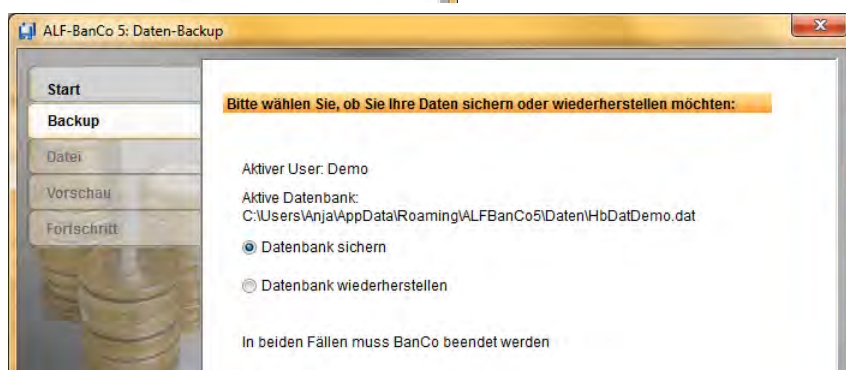 ALF-BanCo 5: Daten-Backup
Start
Backup
Datei
Vorschau
Fortschritt
Bitte wählen Sie, ob Sie Ihre Daten sichern oder wiederherstellen möchten:
Aktiver User: Demo
Aktive Datenbank:
C:\Users\Anja\AppData\Roaming\ALFBanCo5\Daten\HbDatDemo.dat
Datenbank sichern
Datenbank wiederherstellen
In beiden Fällen muss BanCo beendet werden